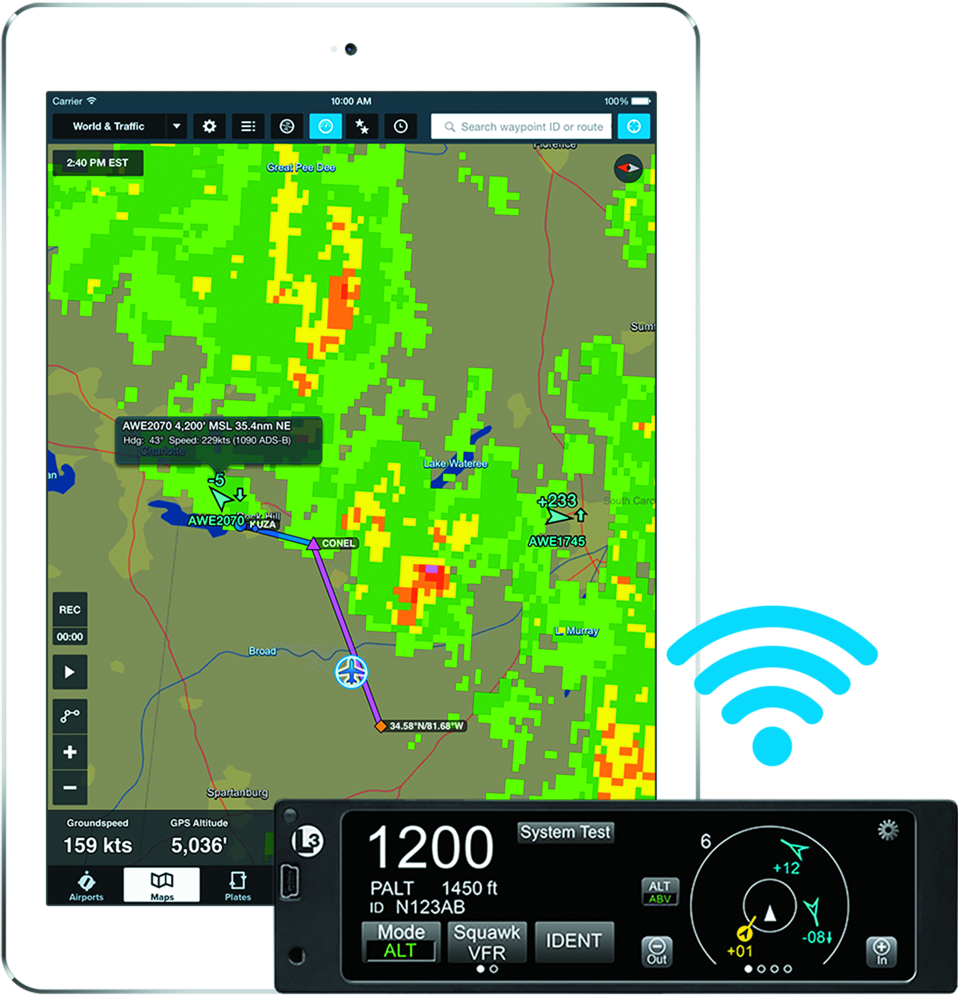 Carrier 10:00 AM 100%
World & Traffic Search waypoint ID or route
Florence
2:40 PM EST
Great Pee Dee
AWE2070 4,200' MSL 35.4nm NE
Hdg: 43° Speed: 229kts (1090 ADS-B)
Charlotte
Lake Wateree
-5
+233
South Caro
AWE2070
Rock Hill
KUZA
CONEL
AWE1745
REC
00:00
L. Murray
Broad
34.58°N/81.68°W
Spartanburg
Groundspeed GPS Altitude
159 kts 5,036'
Airports Maps Plates
L3
1200 System Test
PALT 1450 ft
ID N123AB
Mode
ALT
Squawk
VFR
IDENT
ALT
ABV
Out
6
+12
-08
+01
In